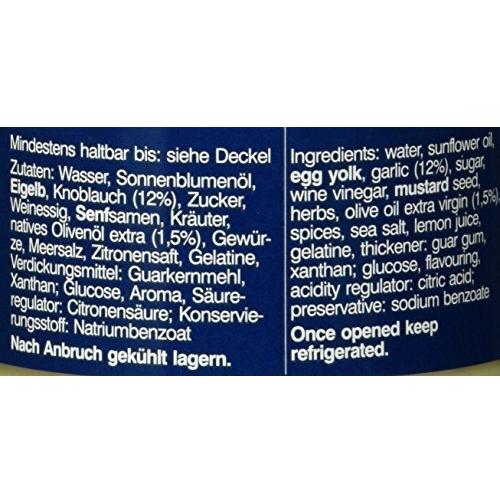 Mindestens haltbar bis: siehe Deckel
Zutaten: Wasser, Sonnenblumenöl,
Eigelb, Knoblauch (12%), Zucker,
Weinessig, Senfsamen, Kräuter,
natives Olivenöl extra (1,5%), Gewür-
ze, Meersalz, Zitronensaft, Gelatine,
Verdickungsmittel: Guarkernmehl,
Xanthan; Glucose, Aroma, Säure-
regulator: Citronensäure; Konservie-
rungsstoff: Natriumbenzoat
Nach Anbruch gekühlt lagern.
Ingredients: water, sunflower oil,
egg yolk, garlic (12%), sugar,
wine vinegar, mustard seed,
herbs, olive oil extra virgin (1,5%),
spices, sea salt, lemon juice,
gelatine, thickener: guar gum,
xanthan; glucose, flavouring,
acidity regulator: citric acid;
preservative: sodium benzoate
Once opened keep
refrigerated.